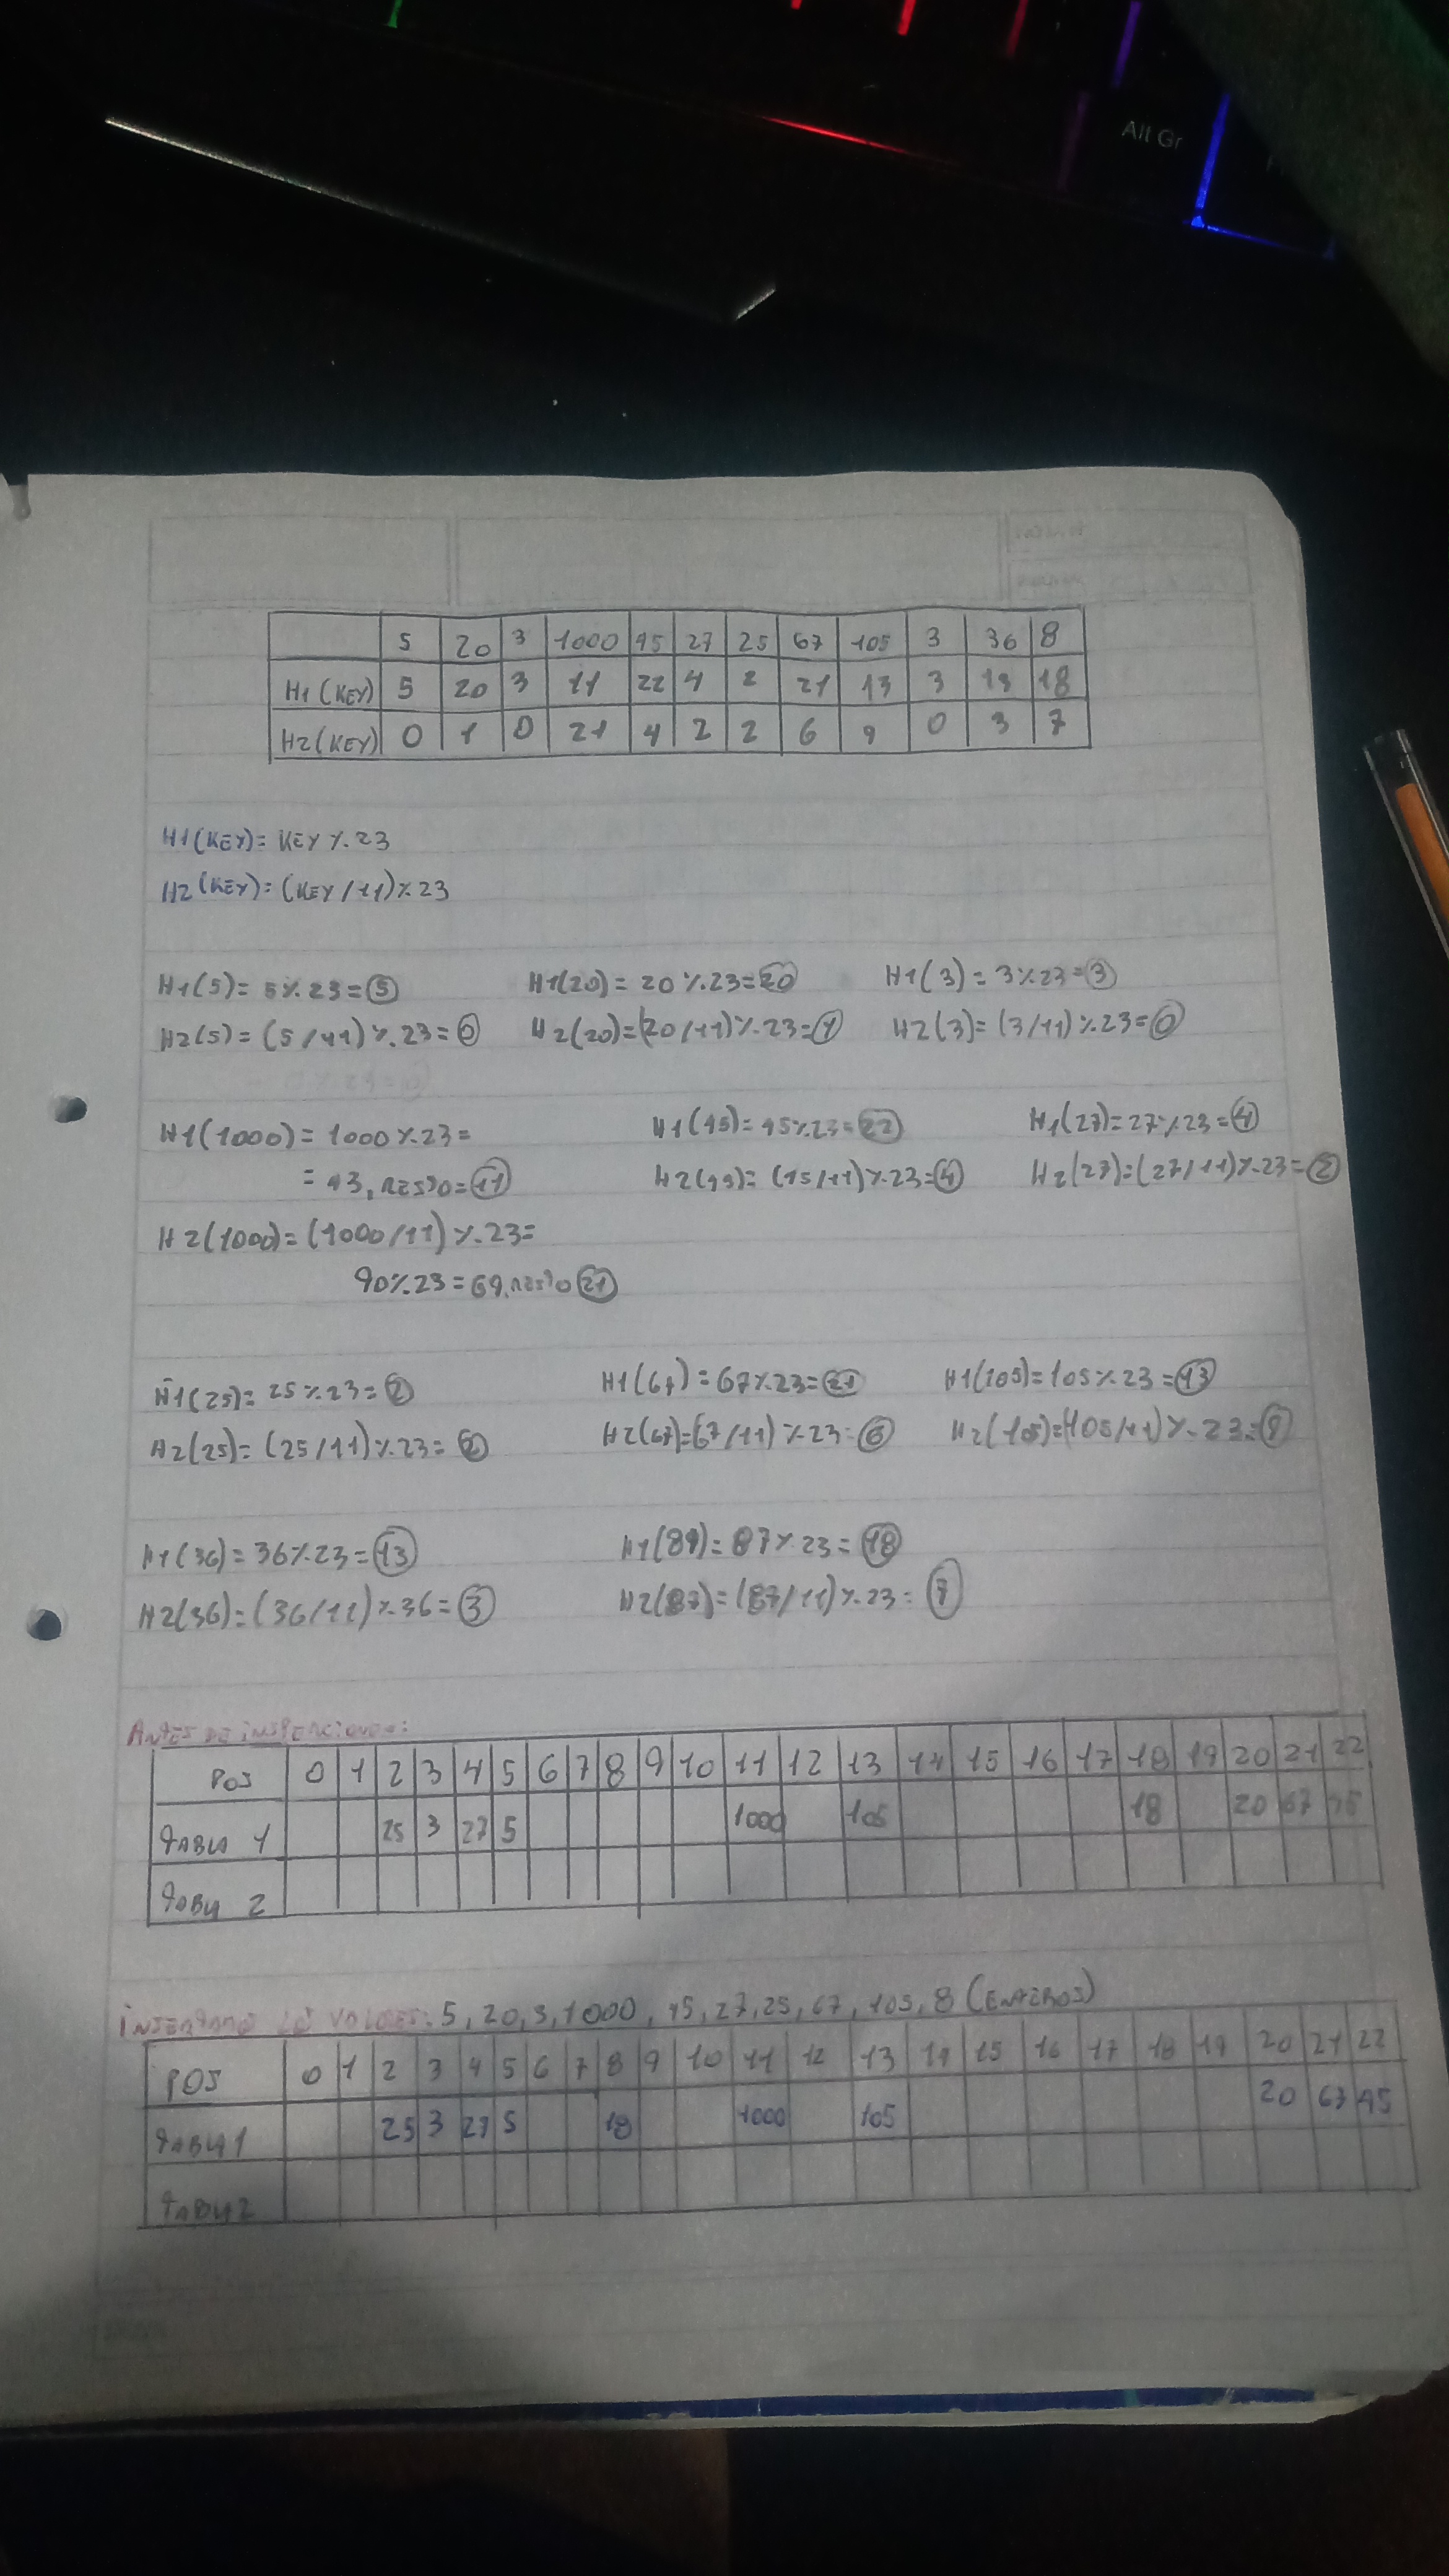 Alt Gr
5 20 3 1000 45 27 25 67 105 3 36 8
H1(KEY) 5 20 3 11 22 4 2 21 13 3 13 18
H2(KEY) 0 1 0 21 4 2 2 6 9 0 3 7
H1(KEY)= KEY %23
H2(KEY)= (KEY/11)%23
H1(5)= 5%23=5 H1(20)= 20%23=20 H1(3)= 3%23=3
H2(5)= (5/11)%23=0 H2(20)=(20/11)%23=1 H2(3)= (3/11)%23=0
H1(1000)= 1000%23= H1(45)= 45%23=22 H1(27)=27%23=4
= 43, RESTO=11 H2(45)= (45/11)%23=4 H2(27)=(27/11)%23=2
H2(1000)= (1000/11)%23=
90%23=69, RESTO 21
H1(25)= 25%23=2 H1(67)=67%23=21 H1(105)=105%23=13
H2(25)= (25/11)%23=2 H2(67)=(67/11)%23=6 H2(105)=(105/11)%23=9
H1(36)= 36%23=13 H1(87)= 87%23=18
H2(36)=(36/11)%36=3 H2(87)=(87/11)%23=7
ANTES DE
POS 0 1 2 3 4 5 6 7 8 9 10 11 12 13 14 15 16 17 18 19 20 21 22
TABLA 1 25 3 27 5 1000 105 18 20 67 45
TABLA 2
VALORES: 5, 20, 3, 1000, 45, 27, 25, 67, 105, 8 (ENTEROS)
POS 0 1 2 3 4 5 6 7 8 9 10 11 12 13 14 15 16 17 18 19 20 21 22
TABLA 1 25 3 27 5 18 1000 105 20 67 45
TABLA 2